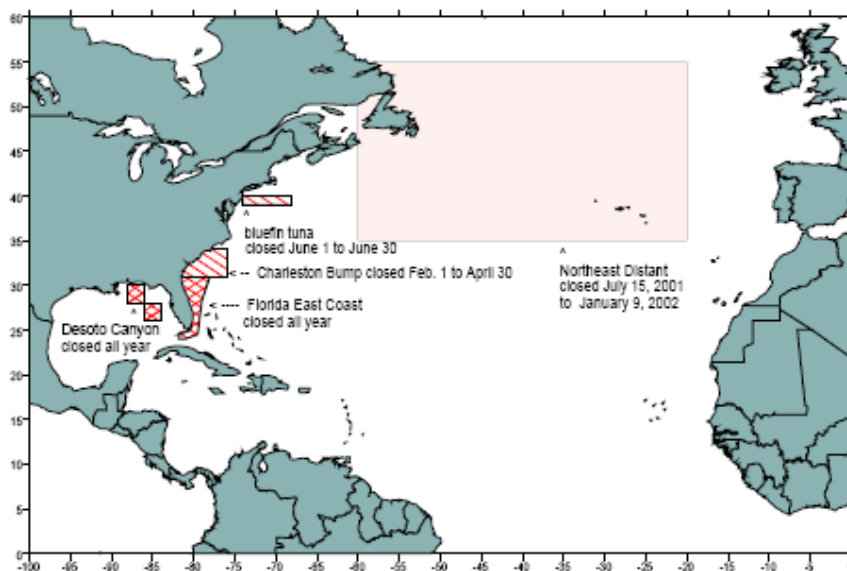 60
55
50
45
40
35
30
25
20
15
10
5
0
bluefin tuna
closed June 1 to June 30
Charleston Bump closed Feb. 1 to April 30
Northeast Distant
closed July 15, 2001
to January 9, 2002
Florida East Coast
closed all year
Desoto Canyon
closed all year
-100 -95 -90 -85 -80 -75 -70 -65 -60 -55 -50 -45 -40 -35 -30 -25 -20 -15 -10 -5 0